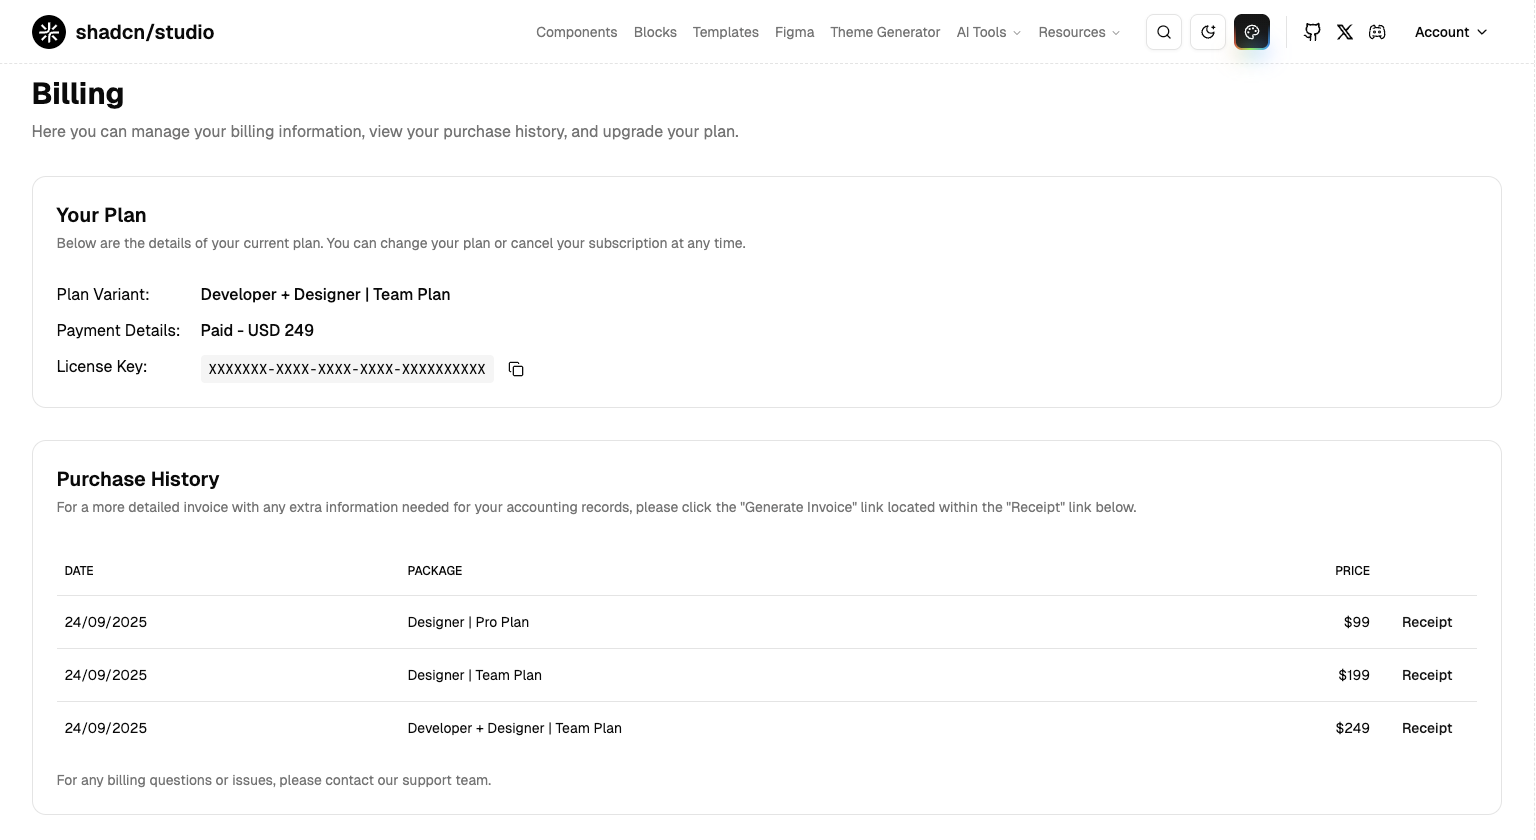 shadcn/studio Components Blocks Templates Figma Theme Generator AI Tools Resources Account
Billing
Here you can manage your billing information, view your purchase history, and upgrade your plan.
Your Plan
Below are the details of your current plan. You can change your plan or cancel your subscription at any time.
Plan Variant: Developer + Designer | Team Plan
Payment Details: Paid - USD 249
License Key: XXXXXXX-XXXX-XXXX-XXXX-XXXXXXXXXX
Purchase History
For a more detailed invoice with any extra information needed for your accounting records, please click the "Generate Invoice" link located within the "Receipt" link below.
DATE PACKAGE PRICE
24/09/2025 Designer | Pro Plan $99 Receipt
24/09/2025 Designer | Team Plan $199 Receipt
24/09/2025 Developer + Designer | Team Plan $249 Receipt
For any billing questions or issues, please contact our support team.